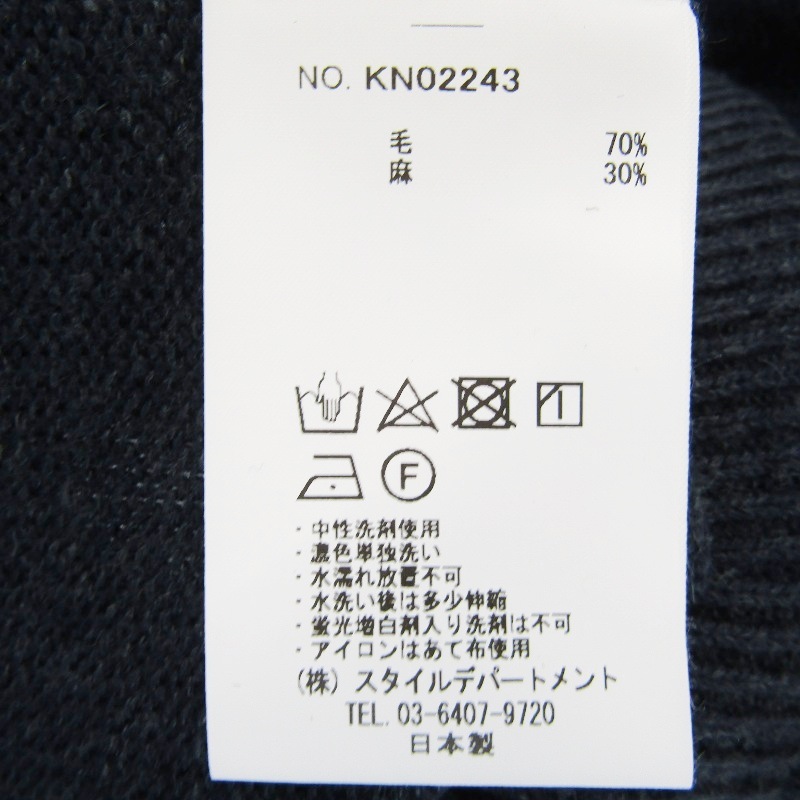 NO. KN02243
毛 70%
麻 30%
F
・中性洗剤使用
・濃色単独洗い
・水濡れ放置不可
・水洗い後は多少伸縮
・蛍光増白剤入り洗剤は不可
・アイロンはあて布使用
(株) スタイルデパートメント
TEL. 03-6407-9720
日本製